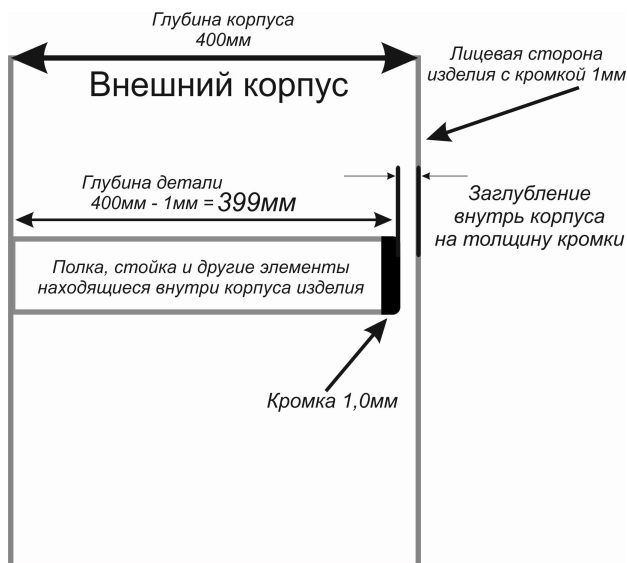 Глубина корпуса
400мм
Внешний корпус
Лицевая сторона
изделия с кромкой 1мм
Глубина детали
400мм - 1мм = 399мм
Заглубление
внутрь корпуса
на толщину кромки
Полка, стойка и другие элементы
находящиеся внутри корпуса изделия
Кромка 1,0мм